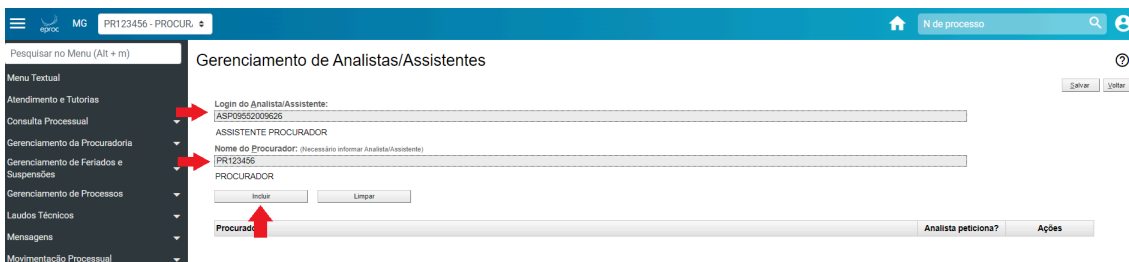 eproc MG PR123456 - PROCUR N de processo
Pesquisar no Menu (Alt + m)
Gerenciamento de Analistas/Assistentes
Menu Textual
Salvar Voltar
Atendimento e Tutorias
Login do Analista/Assistente:
ASP09552009626
Consulta Processual
ASSISTENTE PROCURADOR
Gerenciamento da Procuradoria
Nome do Procurador: (Necessário informar Analista/Assistente)
PR123456
Gerenciamento de Feriados e
Suspensões
PROCURADOR
Gerenciamento de Processos
Incluir Limpar
Laudos Técnicos
Procurador Analista peticiona? Ações
Mensagens
Movimentação Processual